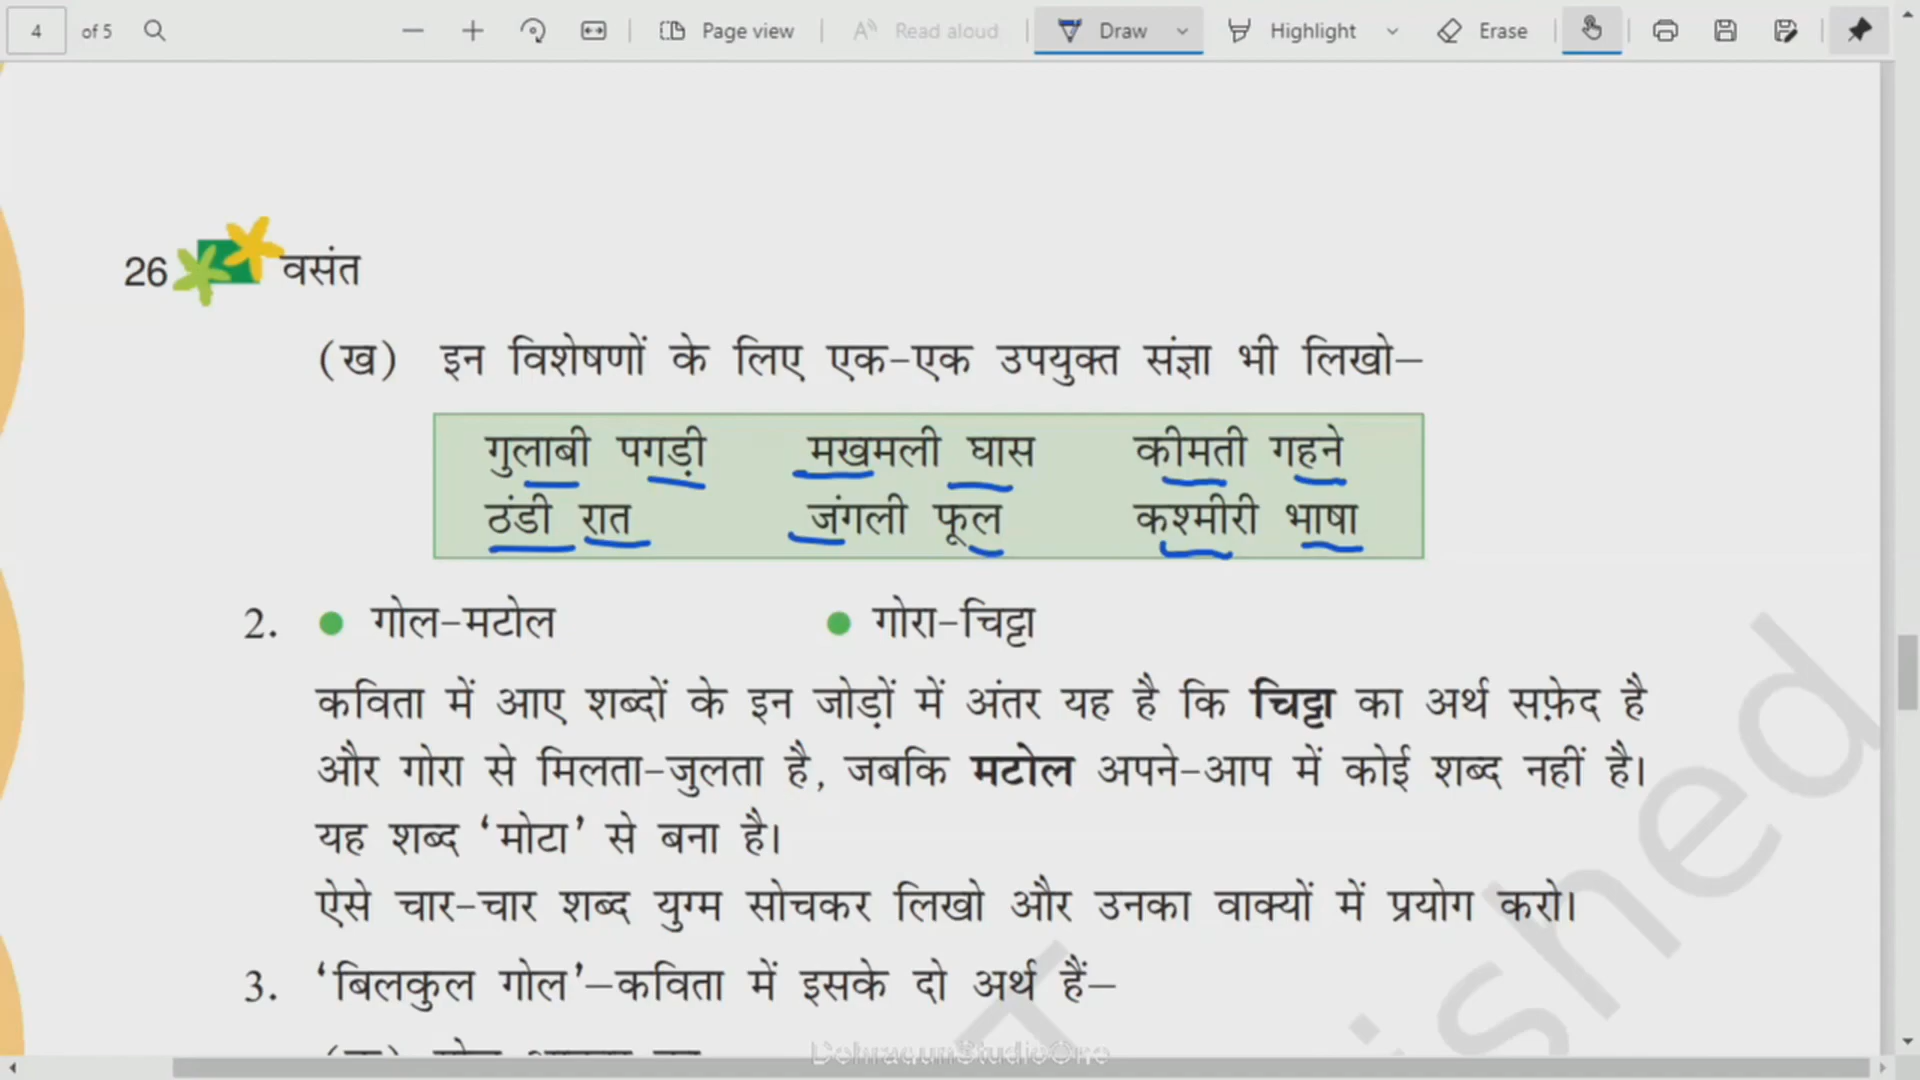 4 of 5 Page view Read aloud Draw Highlight Erase
26 वसंत
(ख) इन विशेषणों के लिए एक-एक उपयुक्त संज्ञा भी लिखो–
गुलाबी पगड़ी मखमली घास कीमती गहने
ठंडी रात जंगली फूल कश्मीरी भाषा
2. • गोल-मटोल • गोरा-चिट्टा
कविता में आए शब्दों के इन जोड़ों में अंतर यह है कि चिट्टा का अर्थ सफ़ेद है
और गोरा से मिलता-जुलता है, जबकि मटोल अपने-आप में कोई शब्द नहीं है।
यह शब्द ‘मोटा’ से बना है।
ऐसे चार-चार शब्द युग्म सोचकर लिखो और उनका वाक्यों में प्रयोग करो।
3. ‘बिलकुल गोल’–कविता में इसके दो अर्थ हैं–
DehradunStudioOne